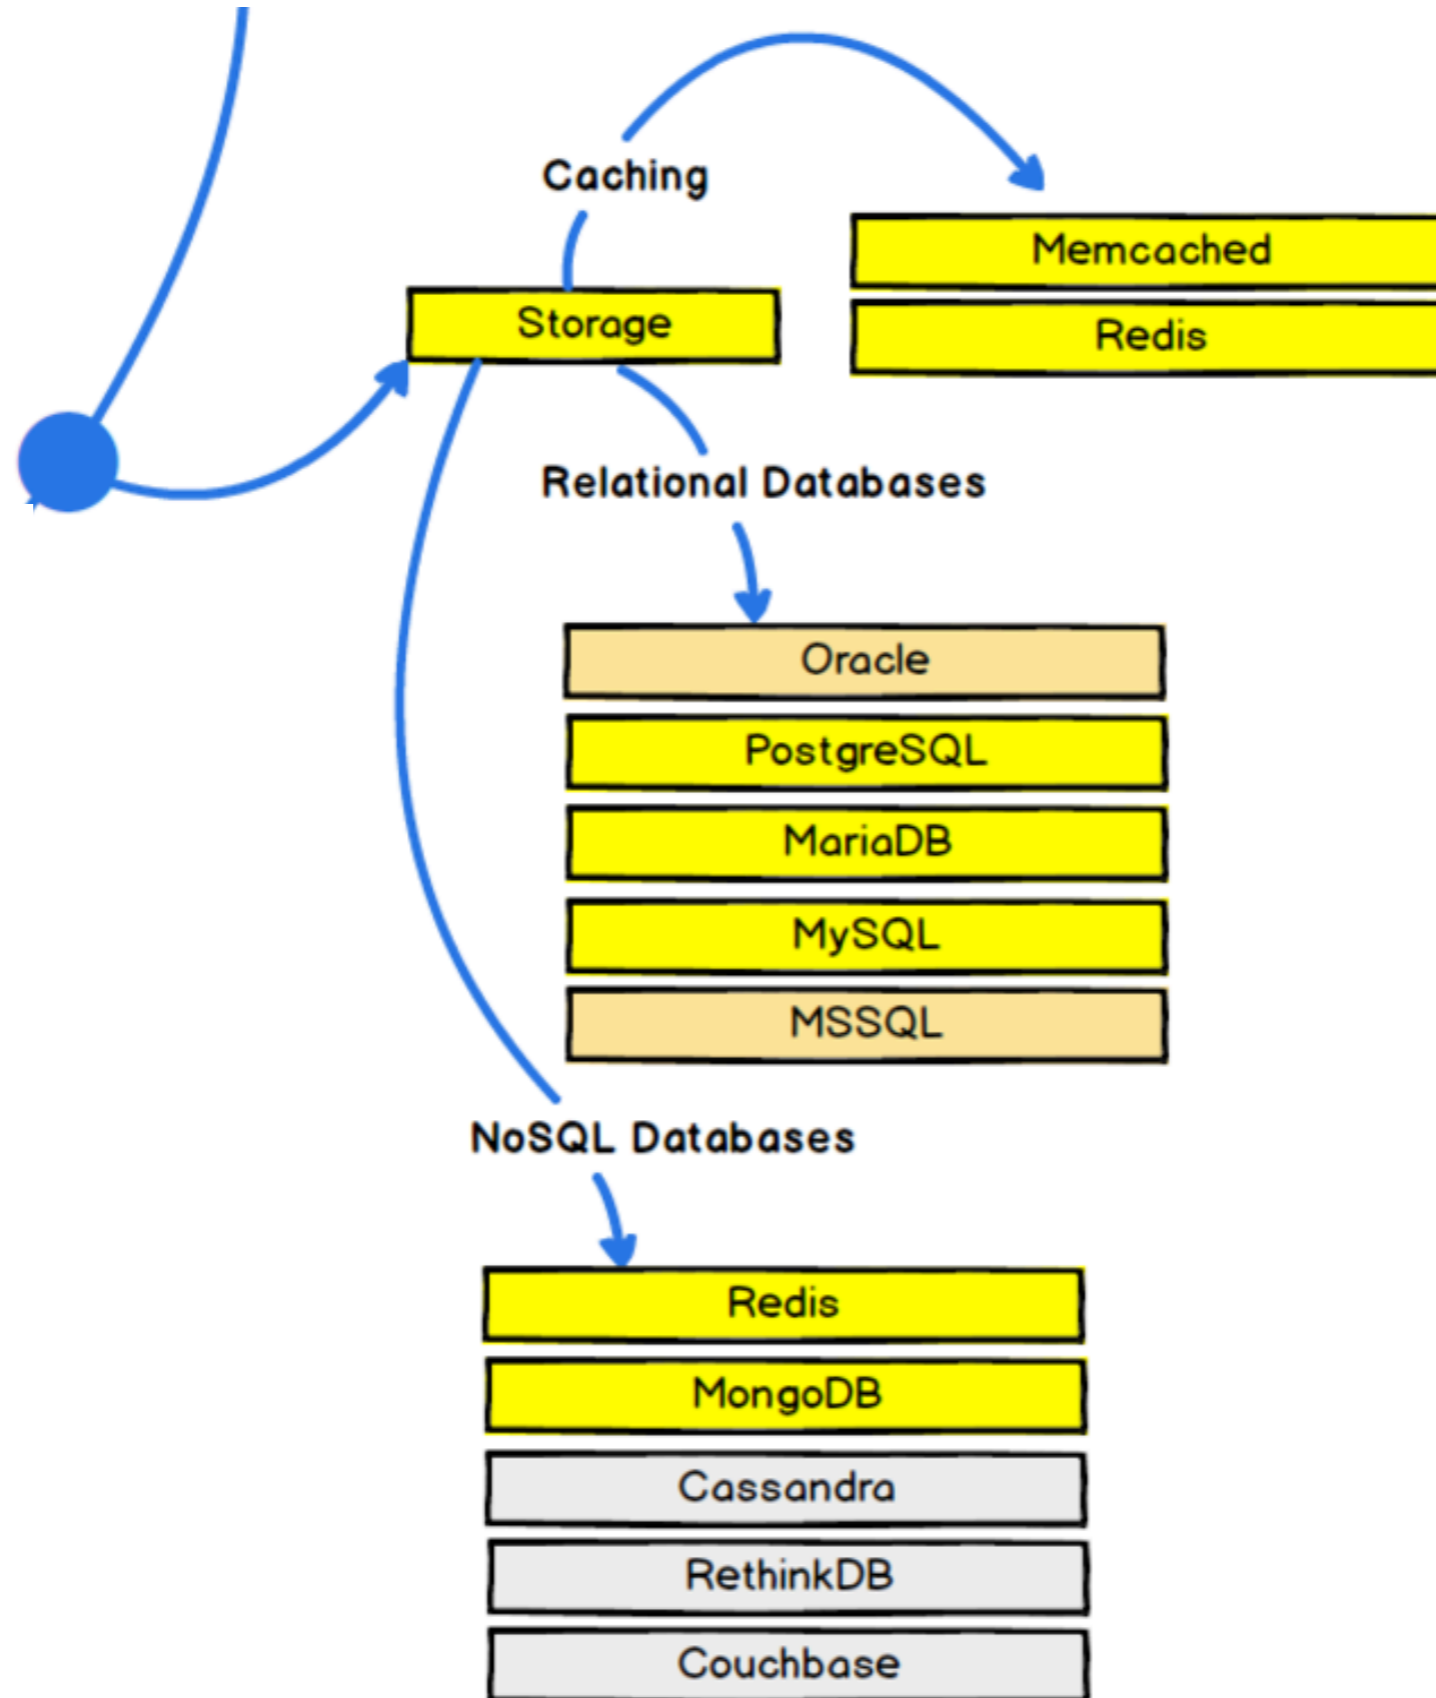 Caching
Memcached
Redis
Storage
Relational Databases
Oracle
PostgreSQL
MariaDB
MySQL
MSSQL
NoSQL Databases
Redis
MongoDB
Cassandra
RethinkDB
Couchbase